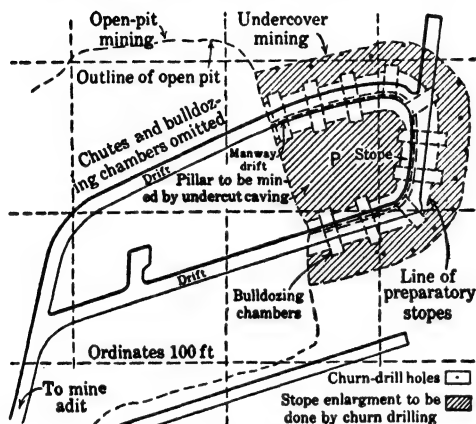 Open-pit
mining
Undercover
mining
Outline of open pit
Chutes and bulldoz-
ing chambers omitted
Manway
drift
Drift
P
Stope
Pillar to be min-
ed by undercut caving
Drift
Bulldozing
chambers
Line of
preparatory
stopes
Ordinates 100 ft
To mine
adit
Churn-drill holes
Stope enlargment to be
done by churn drilling